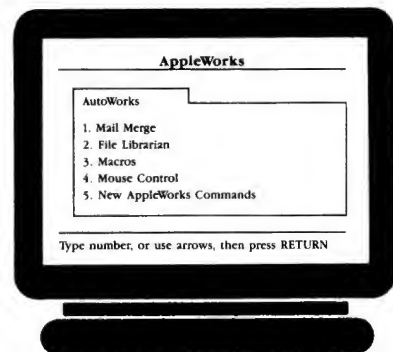 AppleWorks
AutoWorks
1. Mail Merge
2. File Librarian
3. Macros
4. Mouse Control
5. New AppleWorks Commands
Type number, or use arrows, then press RETURN